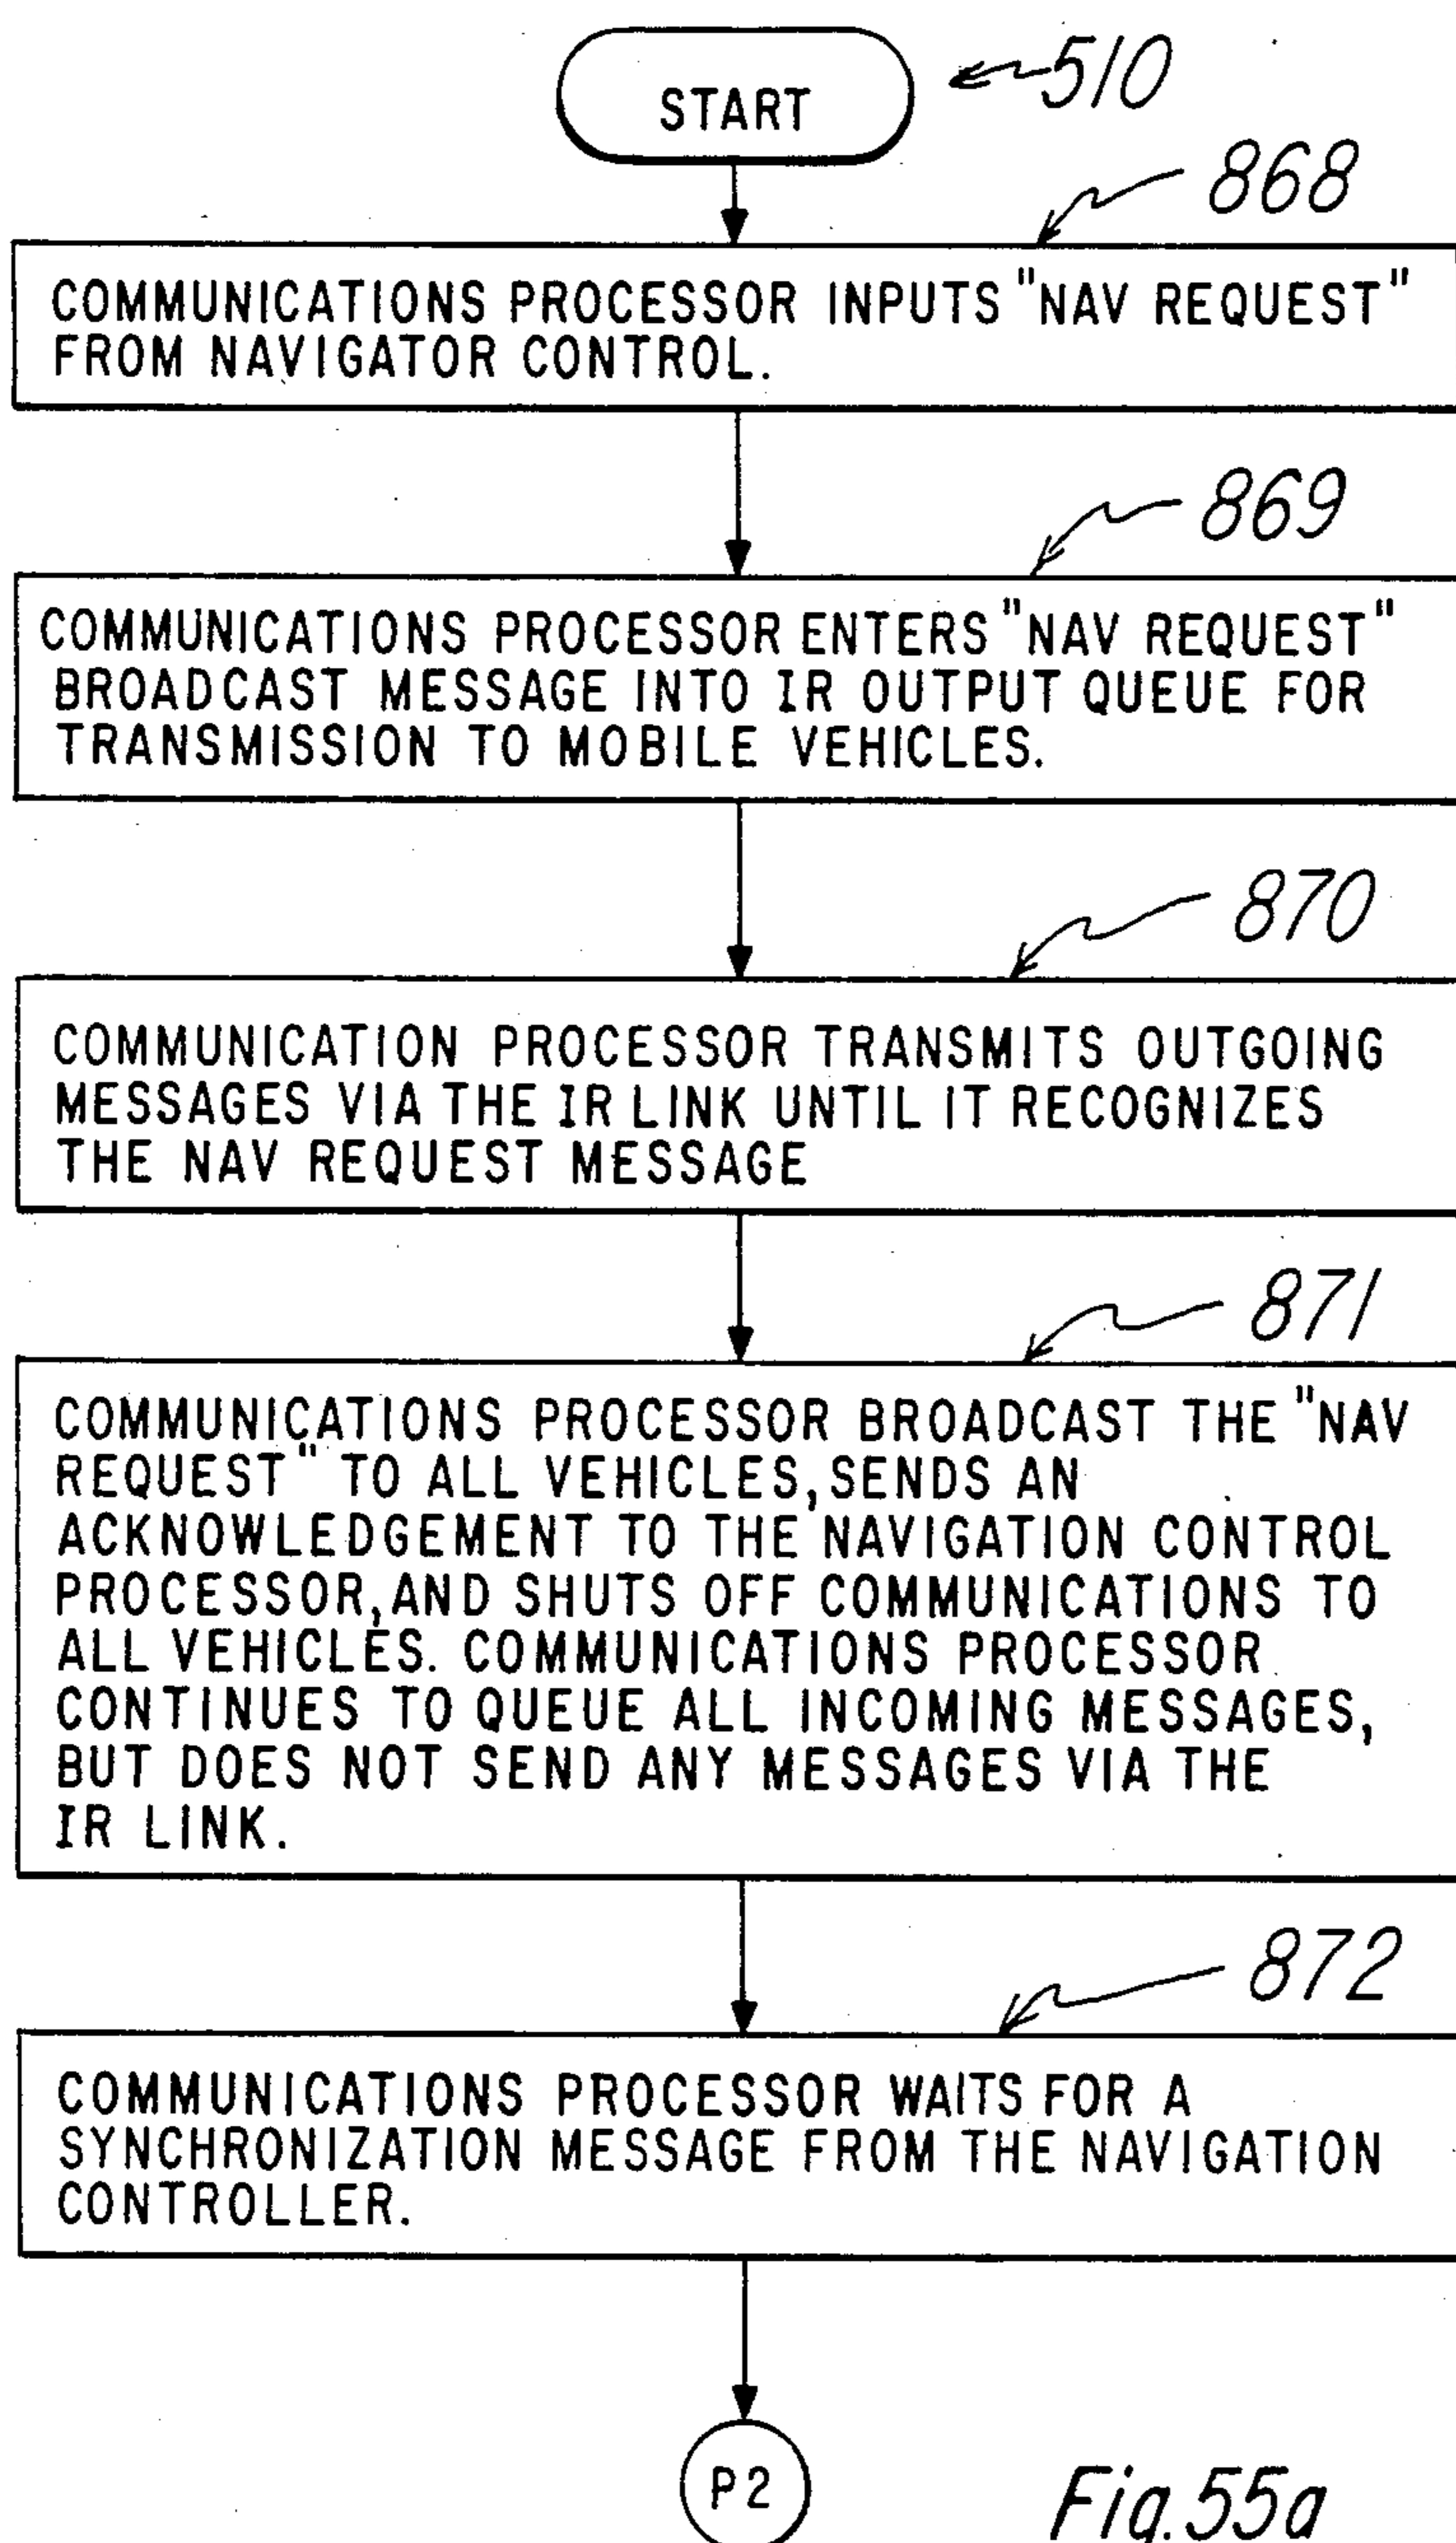 START
510
868
COMMUNICATIONS PROCESSOR INPUTS "NAV REQUEST"
FROM NAVIGATOR CONTROL.
869
COMMUNICATIONS PROCESSOR ENTERS "NAV REQUEST"
BROADCAST MESSAGE INTO IR OUTPUT QUEUE FOR
TRANSMISSION TO MOBILE VEHICLES.
870
COMMUNICATION PROCESSOR TRANSMITS OUTGOING
MESSAGES VIA THE IR LINK UNTIL IT RECOGNIZES
THE NAV REQUEST MESSAGE
871
COMMUNICATIONS PROCESSOR BROADCAST THE "NAV
REQUEST" TO ALL VEHICLES, SENDS AN
ACKNOWLEDGEMENT TO THE NAVIGATION CONTROL
PROCESSOR, AND SHUTS OFF COMMUNICATIONS TO
ALL VEHICLES. COMMUNICATIONS PROCESSOR
CONTINUES TO QUEUE ALL INCOMING MESSAGES,
BUT DOES NOT SEND ANY MESSAGES VIA THE
IR LINK.
872
COMMUNICATIONS PROCESSOR WAITS FOR A
SYNCHRONIZATION MESSAGE FROM THE NAVIGATION
CONTROLLER.
P2
Fig. 55a